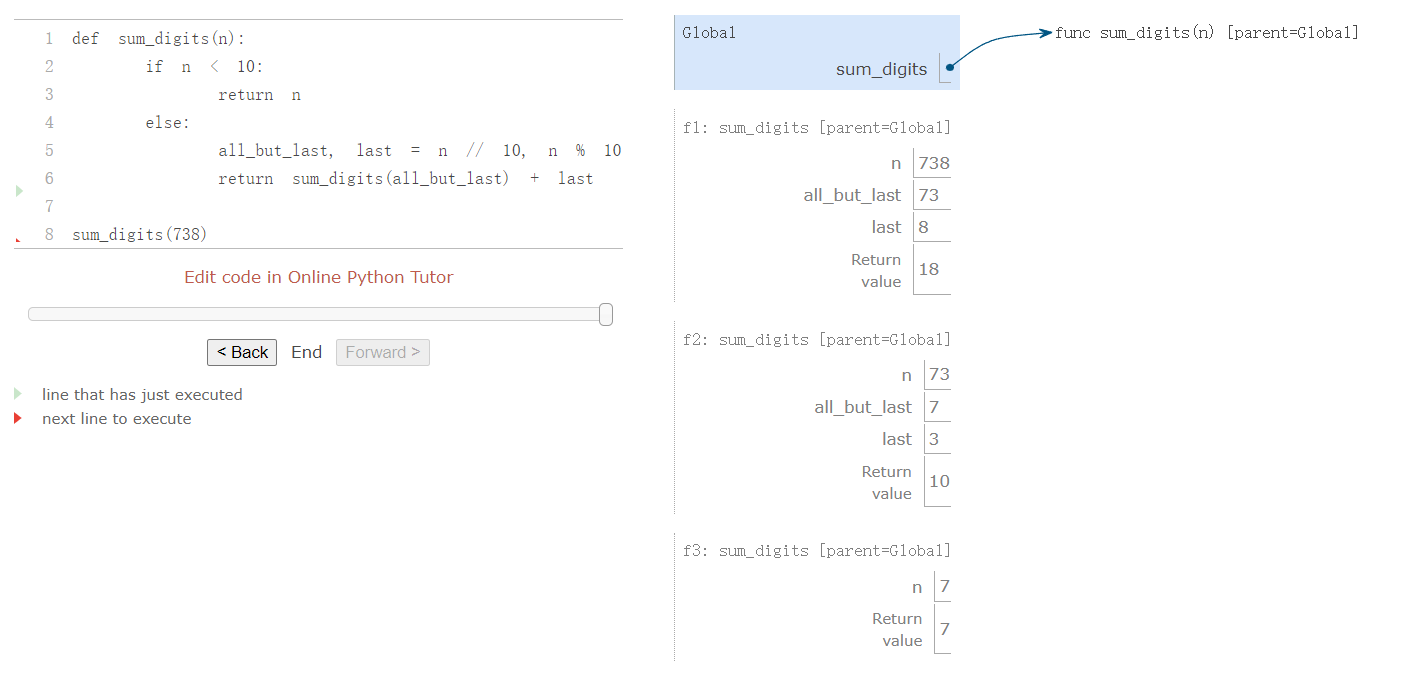 1 def sum_digits(n):
2 if n < 10:
3 return n
4 else:
5 all_but_last, last = n // 10, n % 10
6 return sum_digits(all_but_last) + last
7
8 sum_digits(738)
Edit code in Online Python Tutor
< Back End Forward >
line that has just executed
next line to execute
Global
sum_digits
func sum_digits(n) [parent=Global]
f1: sum_digits [parent=Global]
n 738
all_but_last 73
last 8
Return
value 18
f2: sum_digits [parent=Global]
n 73
all_but_last 7
last 3
Return
value 10
f3: sum_digits [parent=Global]
n 7
Return
value 7